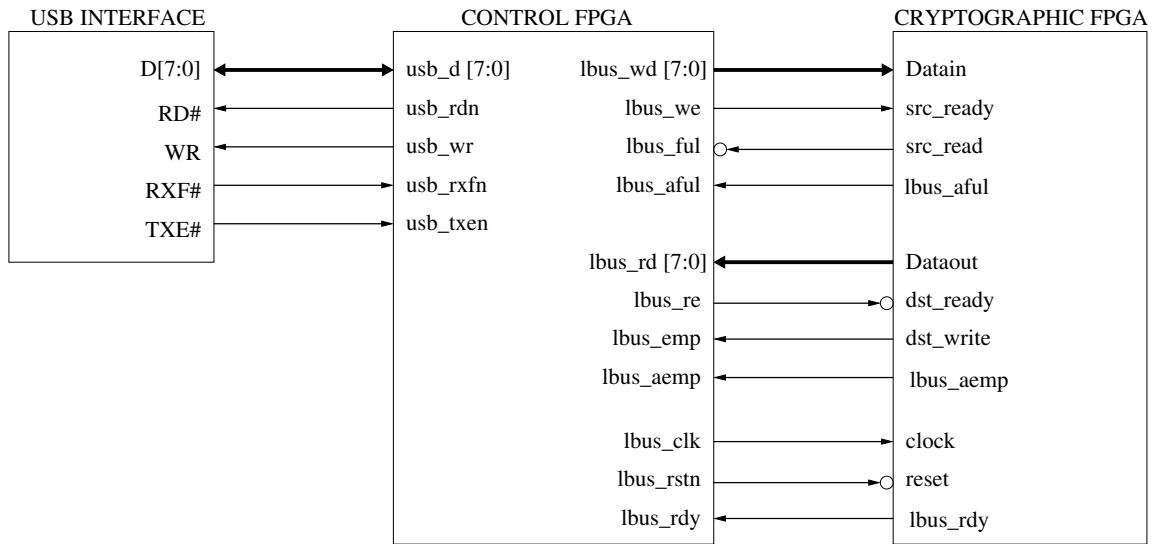 USB INTERFACE CONTROL FPGA CRYPTOGRAPHIC FPGA
D[7:0] usb_d [7:0] lbus_wd [7:0] Datain
RD# usb_rdn lbus_we src_ready
WR usb_wr lbus_ful src_read
RXF# usb_rxfn lbus_aful lbus_aful
TXE# usb_txen
lbus_rd [7:0] Dataout
lbus_re dst_ready
lbus_emp dst_write
lbus_aemp lbus_aemp
lbus_clk clock
lbus_rstn reset
lbus_rdy lbus_rdy